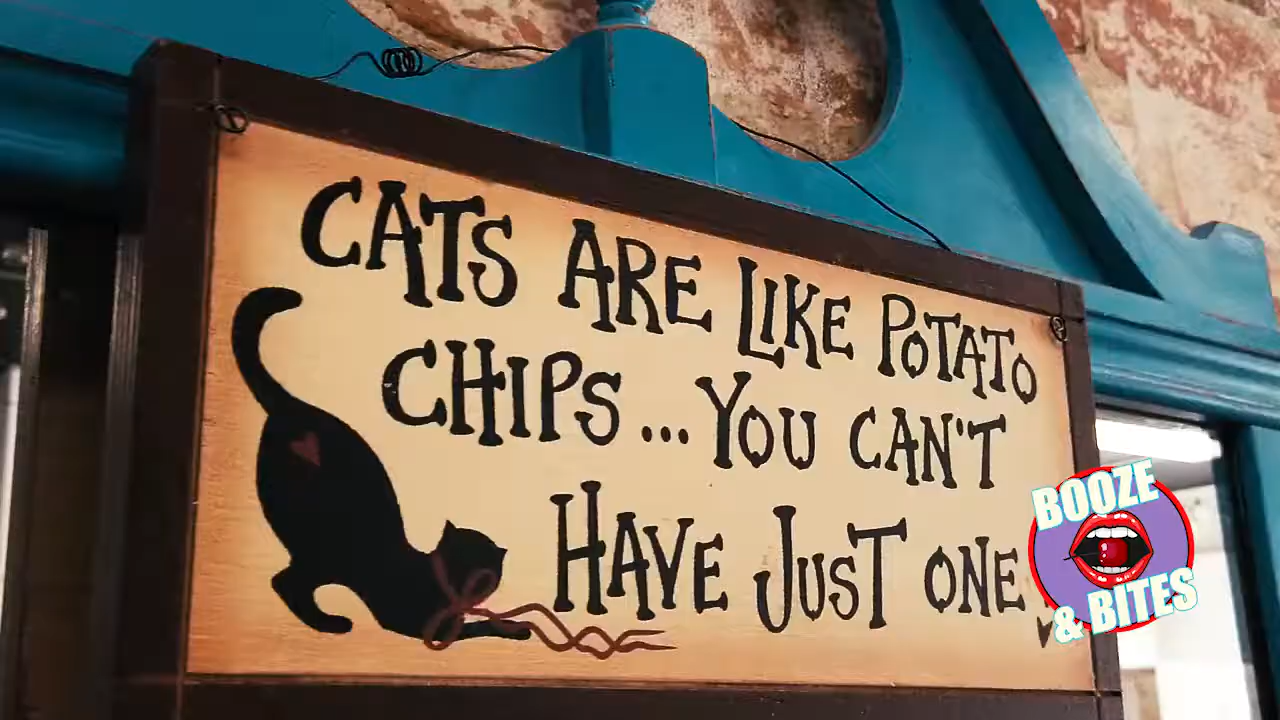 CATS ARE LIKE POTATO
CHIPS...YOU CAN'T
HAVE JUST ONE
BOOZE
& BITES